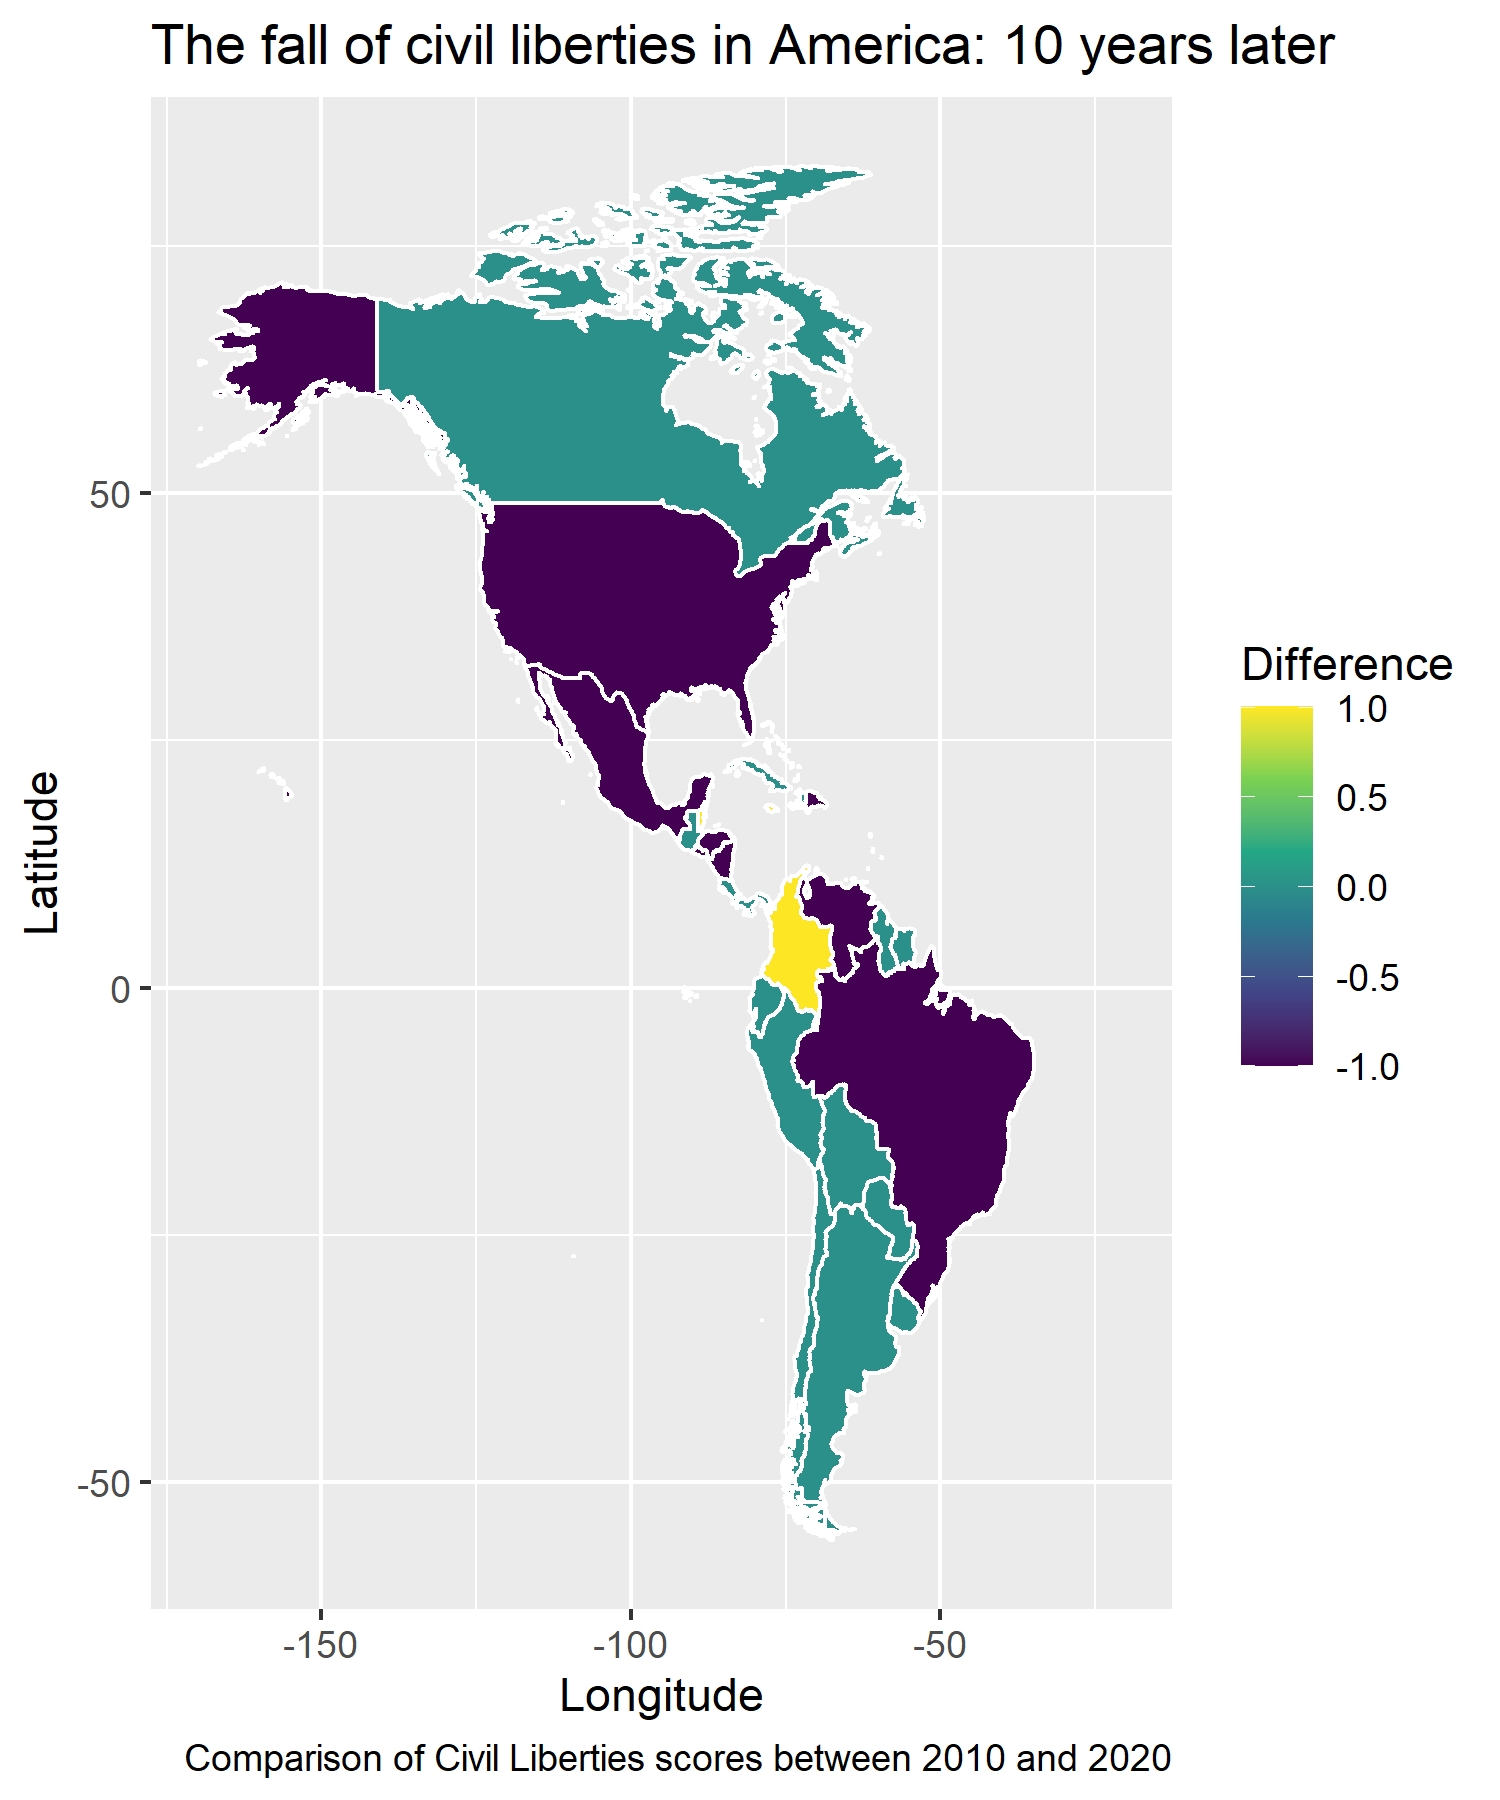 The fall of civil liberties in America: 10 years later
Latitude
50
0
-50
-150
-100
-50
Longitude
Difference
1.0
0.5
0.0
-0.5
-1.0
Comparison of Civil Liberties scores between 2010 and 2020